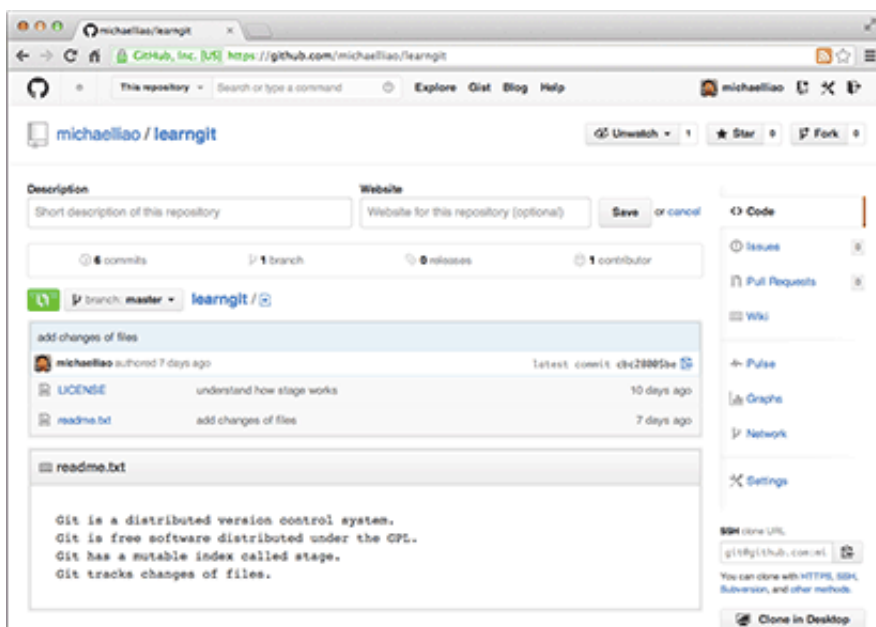 michaelliao/learngit
GitHub, Inc. [US] https://github.com/michaelliao/learngit
This repository Search or type a command Explore Gist Blog Help michaelliao
michaelliao / learngit Unwatch 1 Star 0 Fork 0
Description Website
Short description of this repository Website for this repository (optional) Save or cancel
6 commits 1 branch 0 releases 1 contributor
branch: master learngit /
add changes of files
michaelliao authored 7 days ago latest commit
LICENSE understand how stage works 10 days ago
readme.txt add changes of files 7 days ago
readme.txt
Git is a distributed version control system.
Git is free software distributed under the GPL.
Git has a mutable index called stage.
Git tracks changes of files.
Code
Issues 0
Pull Requests 0
Wiki
Pulse
Graphs
Network
Settings
SSH clone URL
git@github.com:mi
You can clone with HTTPS, SSH,
Subversion, and other methods.
Clone in Desktop